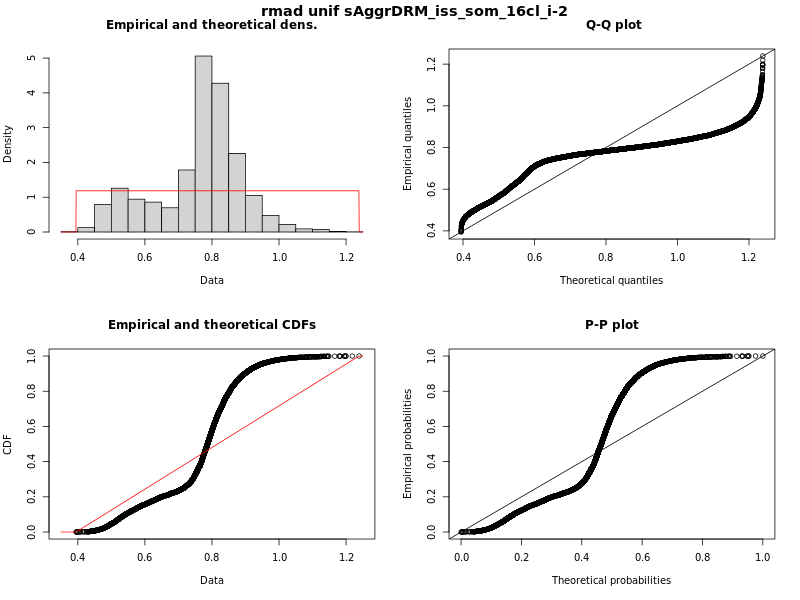 rmad unif sAggrDRM_iss_som_16cl_i-2
Empirical and theoretical dens.
Density
0 1 2 3 4 5
0.4 0.6 0.8 1.0 1.2
Data
Q-Q plot
Empirical quantiles
0.4 0.6 0.8 1.0 1.2
0.4 0.6 0.8 1.0 1.2
Theoretical quantiles
Empirical and theoretical CDFs
CDF
0.0 0.2 0.4 0.6 0.8 1.0
0.4 0.6 0.8 1.0 1.2
Data
P-P plot
Empirical probabilities
0.0 0.2 0.4 0.6 0.8 1.0
0.0 0.2 0.4 0.6 0.8 1.0
Theoretical probabilities